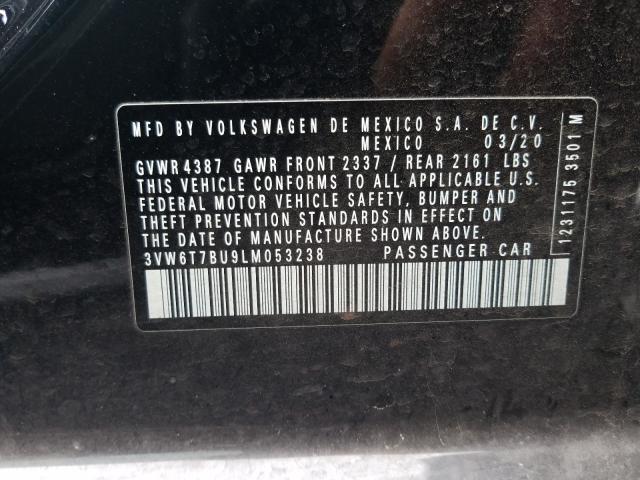 MFD BY VOLKSWAGEN DE MEXICO S.A. DE C.V.
MEXICO 03/20
GVWR 4387 GAWR FRONT 2337 / REAR 2161 LBS
THIS VEHICLE CONFORMS TO ALL APPLICABLE U.S.
FEDERAL MOTOR VEHICLE SAFETY, BUMPER AND
THEFT PREVENTION STANDARDS IN EFFECT ON
DATE OF MANUFACTURE SHOWN ABOVE.
3VW6T7BU9LM053238 PASSENGER CAR
1231175 3501 M